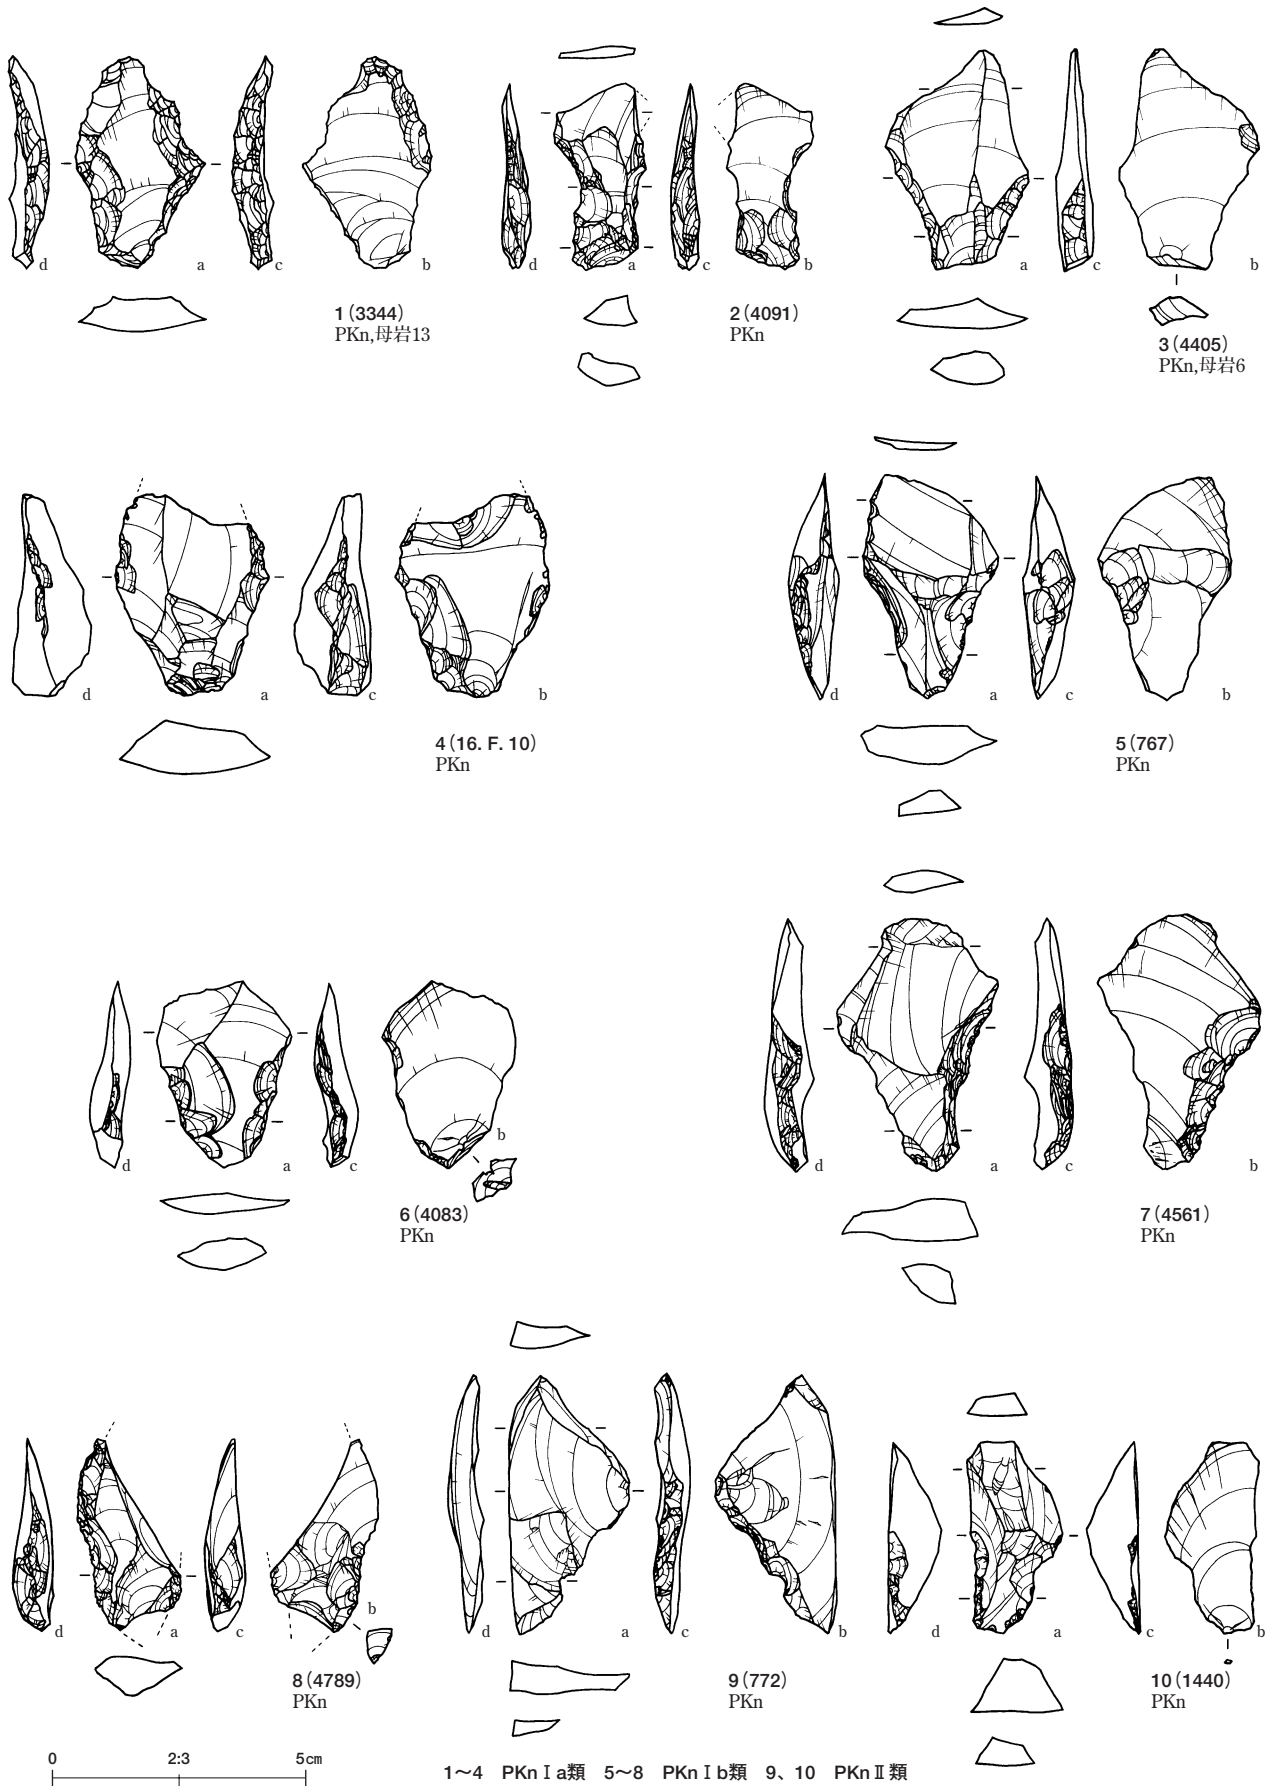 d a c b
1(3344)
PKn,母岩13
d a c b
2(4091)
PKn
a c b
3(4405)
PKn,母岩6
d a c b
4(16. F. 10)
PKn
d a c b
5(767)
PKn
d a c b
6(4083)
PKn
d a c b
7(4561)
PKn
d a c b
8(4789)
PKn
d a c b
9(772)
PKn
d a c b
10(1440)
PKn
0 2:3 5cm
1～4 PKnⅠa類 5～8 PKnⅠb類 9、10 PKnⅡ類